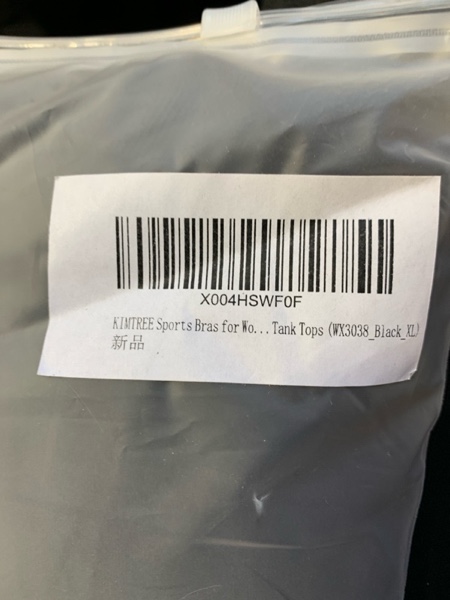 X004HSWF0F
KIMTREE Sports Bras for Wo...Tank Tops (WX3038_Black_XL)
新品